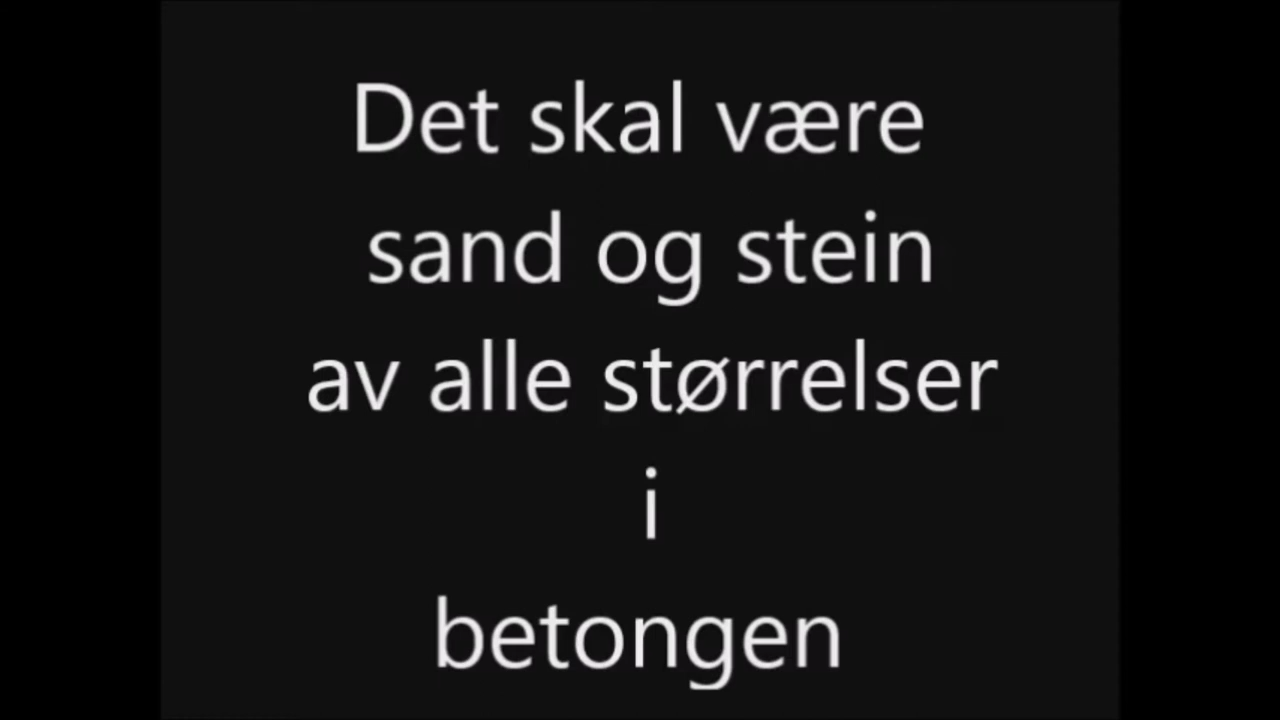 Det skal være
sand og stein
av alle størrelser
i
betongen